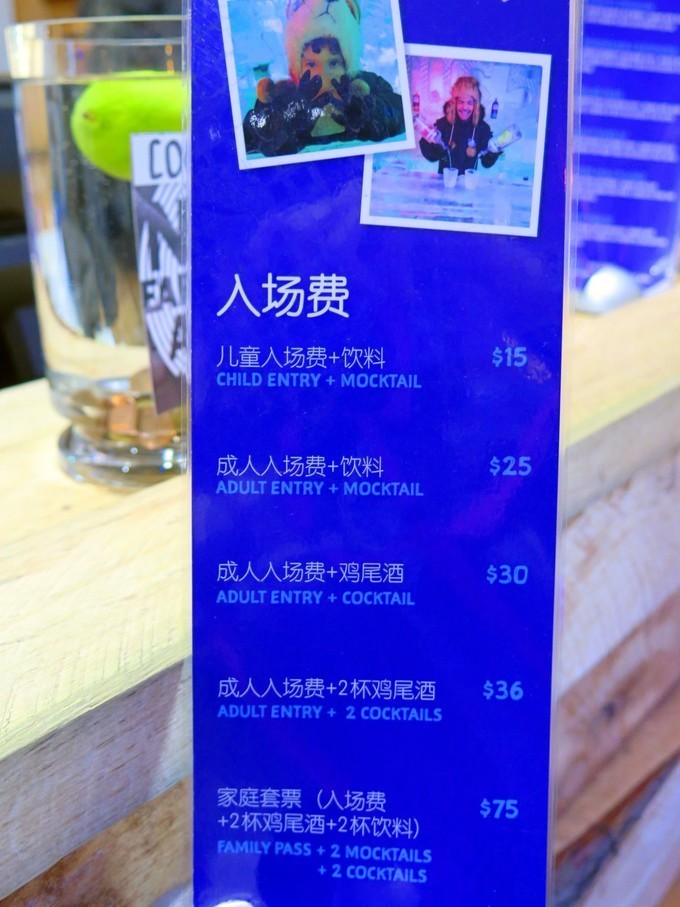 入场费
儿童入场费+饮料 $15
CHILD ENTRY + MOCKTAIL
成人入场费+饮料 $25
ADULT ENTRY + MOCKTAIL
成人入场费+鸡尾酒 $30
ADULT ENTRY + COCKTAIL
成人入场费+2杯鸡尾酒 $36
ADULT ENTRY + 2 COCKTAILS
家庭套票（入场费 $75
+2杯鸡尾酒+2杯饮料）
FAMILY PASS + 2 MOCKTAILS
+ 2 COCKTAILS